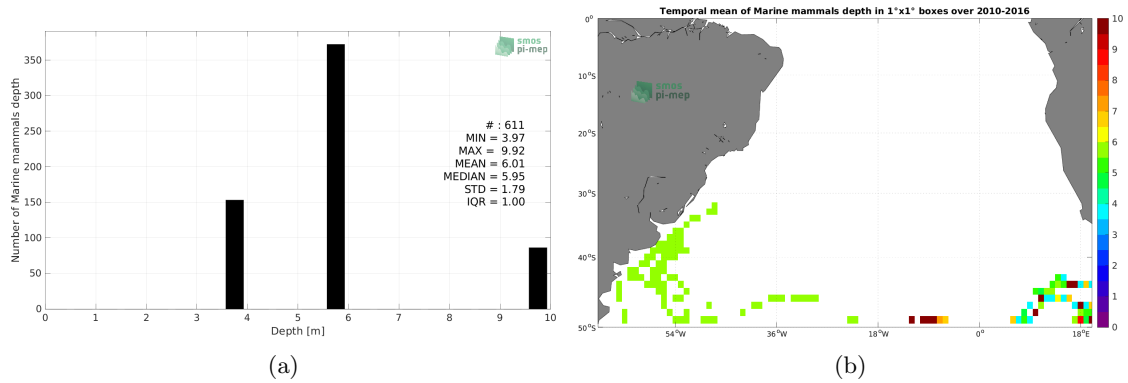 smos
pi-mep
Number of Marine mammals depth
350
300
250
200
150
100
50
0
# : 611
MIN = 3.97
MAX = 9.92
MEAN = 6.01
MEDIAN = 5.95
STD = 1.79
IQR = 1.00
0 1 2 3 4 5 6 7 8 9 10
Depth [m]
(a)
Temporal mean of Marine mammals depth in 1°x1° boxes over 2010-2016
smos
pi-mep
0°
10°S
20°S
30°S
40°S
50°S
54°W 36°W 18°W 0° 18°E
10
9
8
7
6
5
4
3
2
1
0
(b)